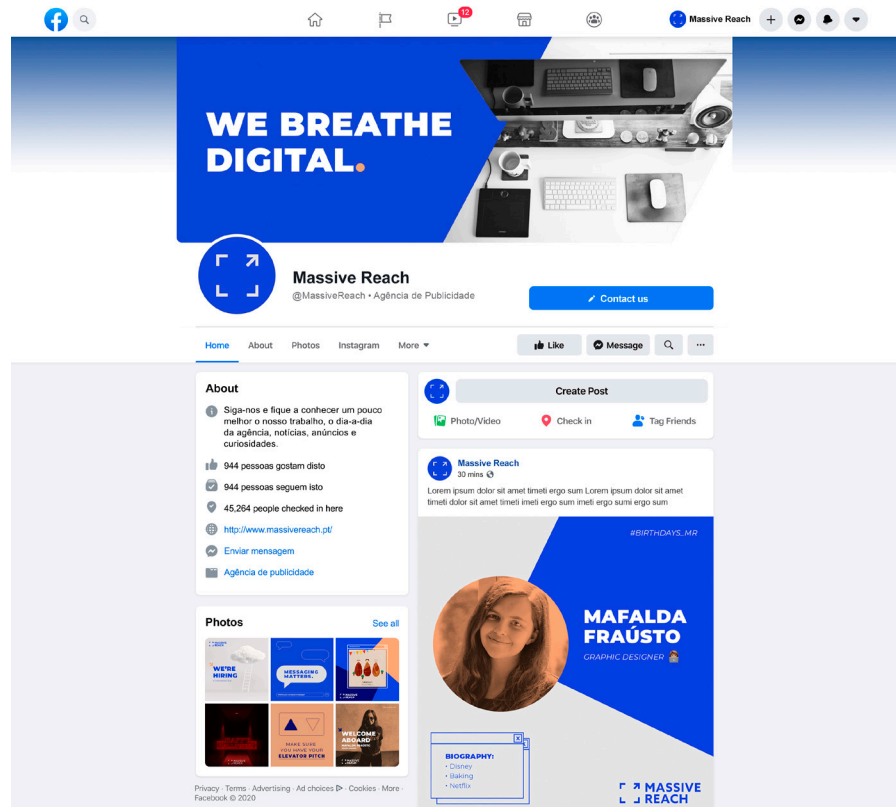 12
Massive Reach
WE BREATHE
DIGITAL.
Massive Reach
@MassiveReach • Agência de Publicidade
Contact us
Home
About
Photos
Instagram
More
Like
Message
About
Siga-nos e fique a conhecer um pouco
melhor o nosso trabalho, o dia-a-dia
da agência, notícias, anúncios e
curiosidades.
944 pessoas gostam disto
944 pessoas seguem isto
45,264 people checked in here
http://www.massivereach.pt/
Enviar mensagem
Agência de publicidade
Photos
See all
WE'RE
HIRING
MESSAGING
MATTERS.
MAKE SURE
YOU HAVE YOUR
ELEVATOR PITCH
WELCOME
ABOARD
Privacy · Terms · Advertising · Ad choices · Cookies · More ·
Facebook © 2020
Create Post
Photo/Video
Check in
Tag Friends
Massive Reach
30 mins
Lorem ipsum dolor sit amet timeti ergo sum Lorem ipsum dolor sit amet
timeti dolor sit amet timeti imeti ergo sum imeti ergo sumi ergo sum
#BIRTHDAYS_MR
MAFALDA
FRAÚSTO
GRAPHIC DESIGNER
BIOGRAPHY:
• Disney
• Baking
• Netflix
MASSIVE
REACH